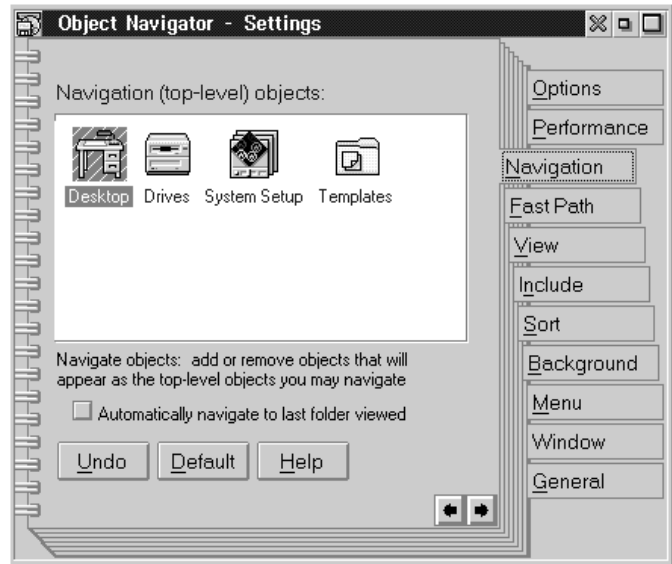 Object Navigator - Settings
Navigation (top-level) objects:
Desktop Drives System Setup Templates
Navigate objects: add or remove objects that will
appear as the top-level objects you may navigate
Automatically navigate to last folder viewed
Undo Default Help
Options
Performance
Navigation
Fast Path
View
Include
Sort
Background
Menu
Window
General